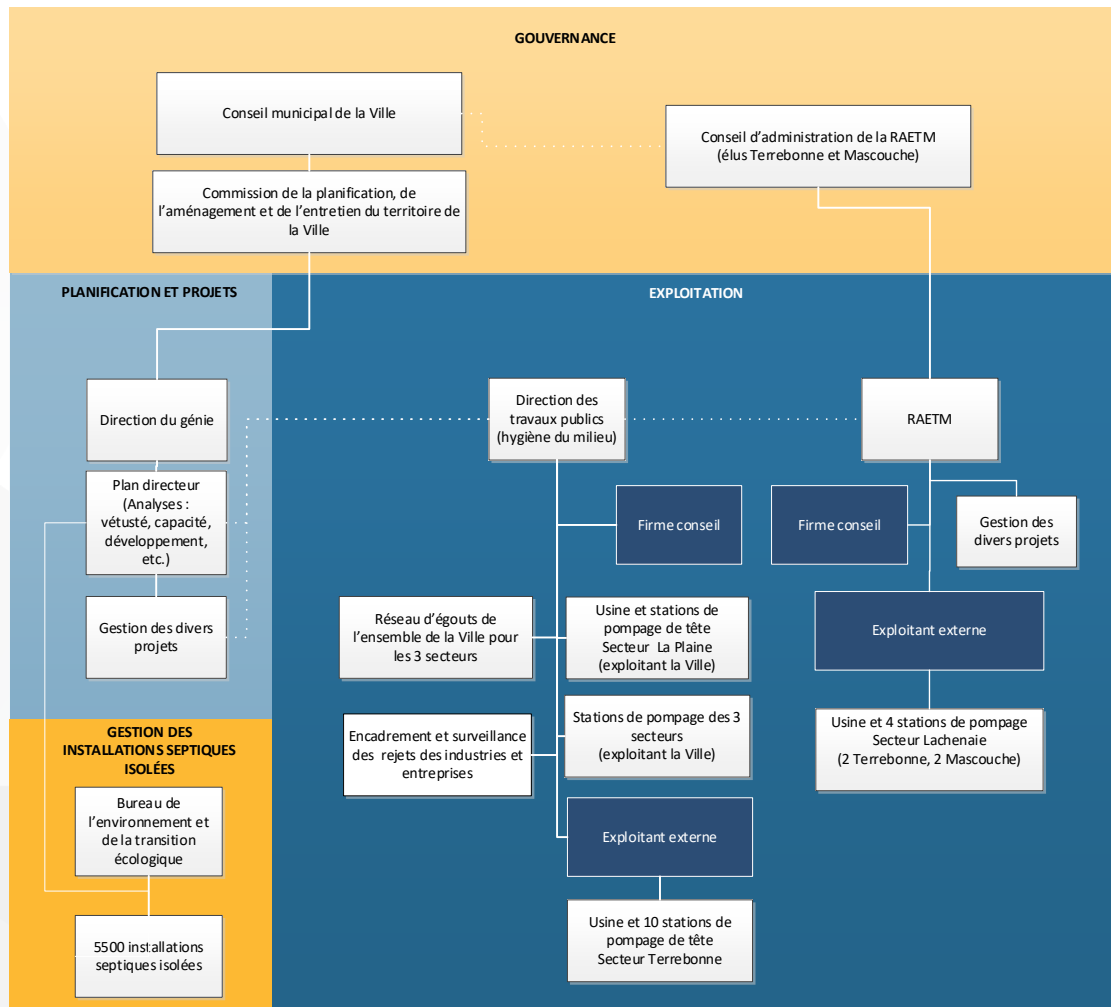 GOUVERNANCE
Conseil municipal de la Ville
Conseil d'administration de la RAETM
(élus Terrebonne et Mascouche)
Commission de la planification, de
l'aménagement et de l'entretien du territoire de
la Ville
PLANIFICATION ET PROJETS
EXPLOITATION
Direction du génie
Direction des
travaux publics
(hygiène du milieu)
RAETM
Plan directeur
(Analyses :
vétusté, capacité,
développement,
etc.)
Firme conseil
Firme conseil
Gestion des
divers projets
Gestion des divers
projets
Réseau d'égouts de
l'ensemble de la Ville pour
les 3 secteurs
Usine et stations de
pompage de tête
Secteur La Plaine
(exploitant la Ville)
Exploitant externe
GESTION DES
INSTALLATIONS SEPTIQUES
ISOLÉES
Encadrement et surveillance
des rejets des industries et
entreprises
Stations de pompage des 3
secteurs
(exploitant la Ville)
Usine et 4 stations de pompage
Secteur Lachenaie
(2 Terrebonne, 2 Mascouche)
Bureau de
l'environnement et
de la transition
écologique
Exploitant externe
5500 installations
septiques isolées
Usine et 10 stations de
pompage de tête
Secteur Terrebonne